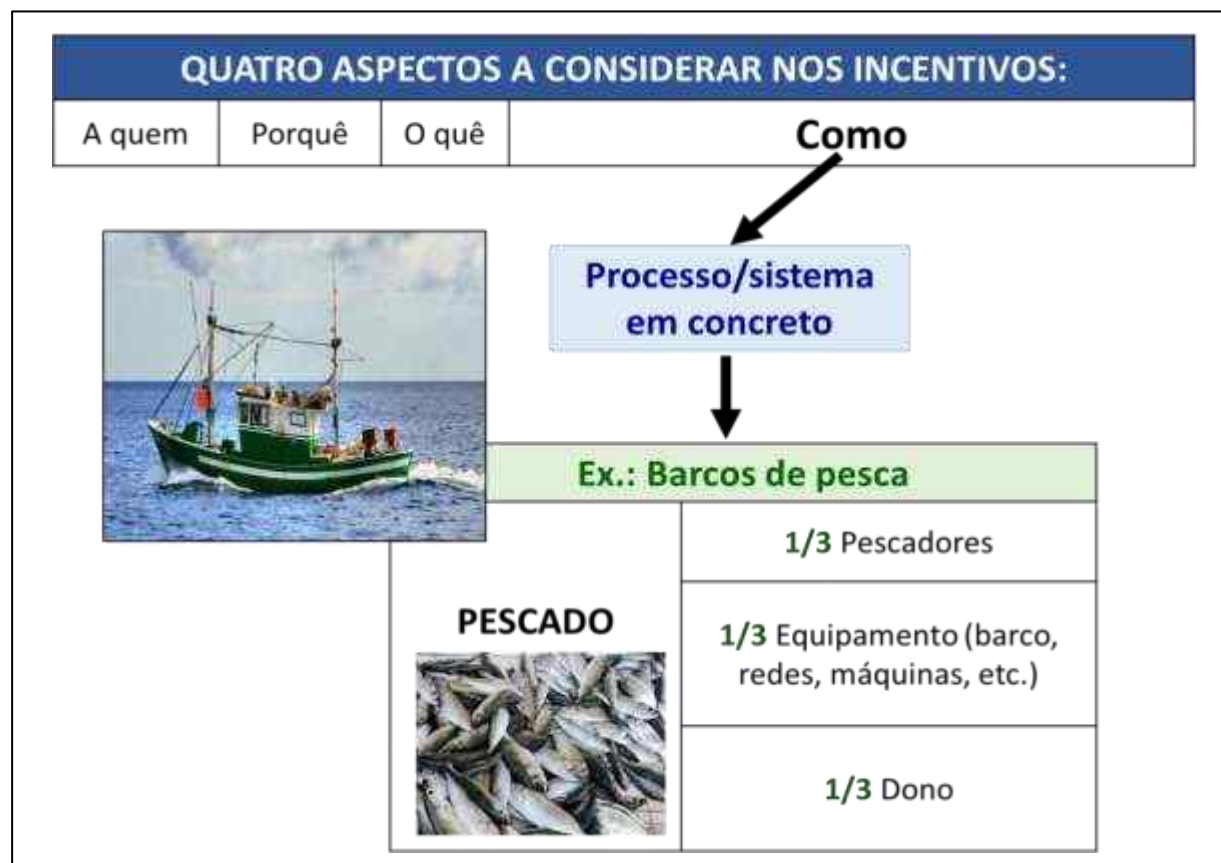 QUATRO ASPECTOS A CONSIDERAR NOS INCENTIVOS:
A quem
Porquê
O quê
Como
Processo/sistema
em concreto
Ex.: Barcos de pesca
PESCADO
1/3 Pescadores
1/3 Equipamento (barco,
redes, máquinas, etc.)
1/3 Dono